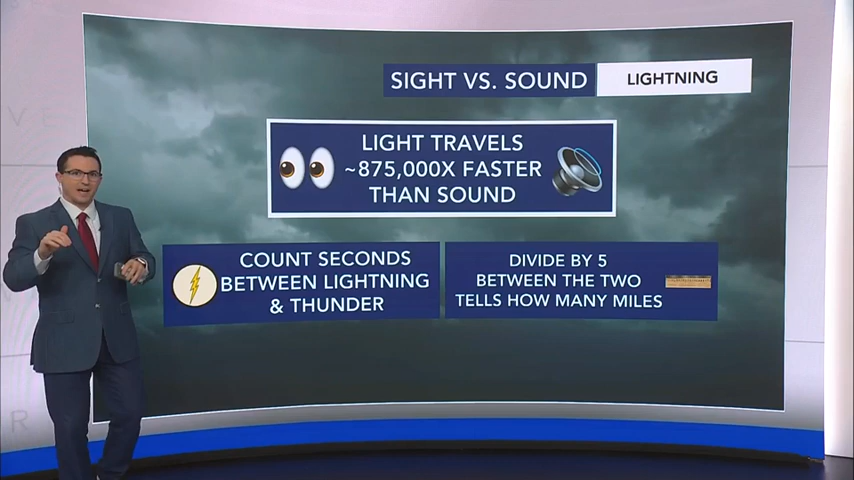 SIGHT VS. SOUND
LIGHTNING
LIGHT TRAVELS
~875,000X FASTER
THAN SOUND
COUNT SECONDS
BETWEEN LIGHTNING
& THUNDER
DIVIDE BY 5
BETWEEN THE TWO
TELLS HOW MANY MILES